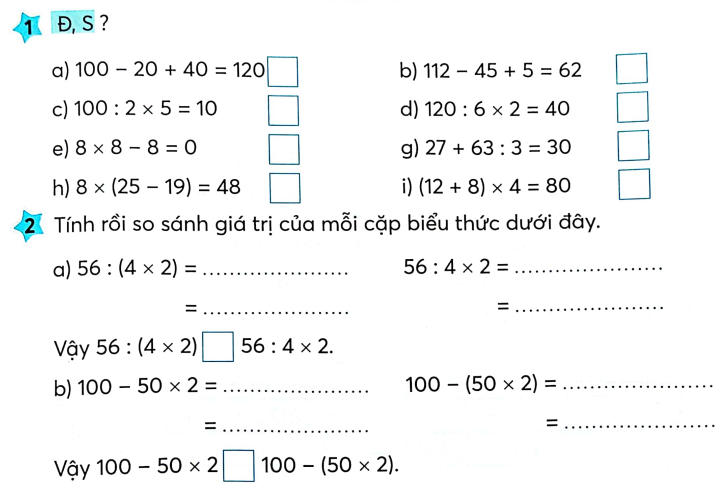 1 Đ, S ?
a) 100 – 20 + 40 = 120 b) 112 – 45 + 5 = 62
c) 100 : 2 × 5 = 10 d) 120 : 6 × 2 = 40
e) 8 × 8 – 8 = 0 g) 27 + 63 : 3 = 30
h) 8 × (25 – 19) = 48 i) (12 + 8) × 4 = 80
2 Tính rồi so sánh giá trị của mỗi cặp biểu thức dưới đây.
a) 56 : (4 × 2) = ...................... 56 : 4 × 2 = ......................
= ...................... = ......................
Vậy 56 : (4 × 2) 56 : 4 × 2.
b) 100 – 50 × 2 = ...................... 100 – (50 × 2) = ......................
= ...................... = ......................
Vậy 100 – 50 × 2 100 – (50 × 2).